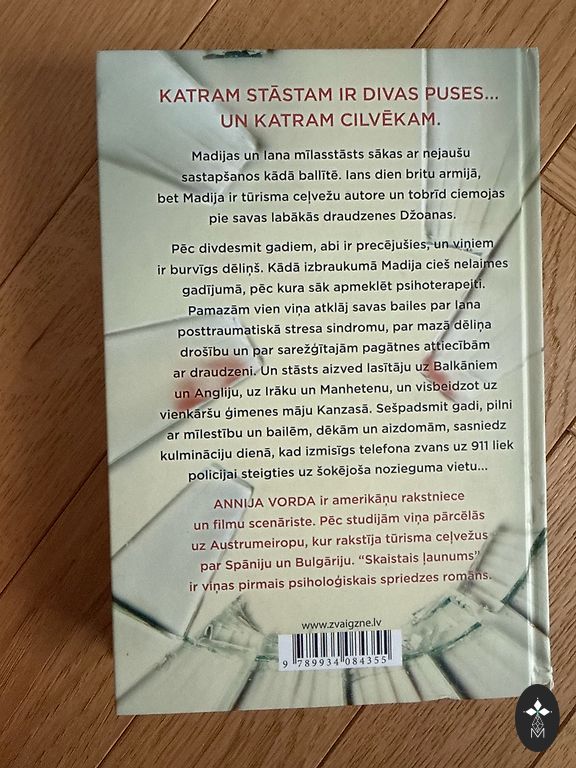 KATRAM STĀSTAM IR DIVAS PUSES...
UN KATRAM CILVĒKAM.
Madijas un Iana mīlasstāsts sākas ar nejaušu
sastapšanos kādā ballītē. Ians dien britu armijā,
bet Madija ir tūrisma ceļvežu autore un tobrīd ciemojas
pie savas labākās draudzenes Džoanas.
Pēc divdesmit gadiem, abi ir precējušies, un viņiem
ir burvīgs dēliņš. Kādā izbraukumā Madija cieš nelaimes
gadījumā, pēc kura sāk apmeklēt psihoterapeiti.
Pamazām vien viņa atklāj savas bailes par Iana
posttraumatiskā stresa sindromu, par mazā dēliņa
drošību un par sarežģītajām pagātnes attiecībām
ar draudzeni. Un stāsts aizved lasītāju uz Balkāniem
un Angliju, uz Irāku un Manhetenu, un visbeidzot uz
vienkāršu ģimenes māju Kanzasā. Sešpadsmit gadi, pilni
ar mīlestību un bailēm, dēkām un aizdomām, sasniedz
kulmināciju dienā, kad izmisīgs telefona zvans uz 911 liek
policijai steigties uz šokējoša nozieguma vietu...
ANNIJA VORDA ir amerikāņu rakstniece
un filmu scenāriste. Pēc studijām viņa pārcēlās
uz Austrumeiropu, kur rakstīja tūrisma ceļvežus
par Spāniju un Bulgāriju. “Skaistais ļaunums”
ir viņas pirmais psiholoģiskais spriedzes romāns.
www.zvaigzne.lv
9 789934 084355
M